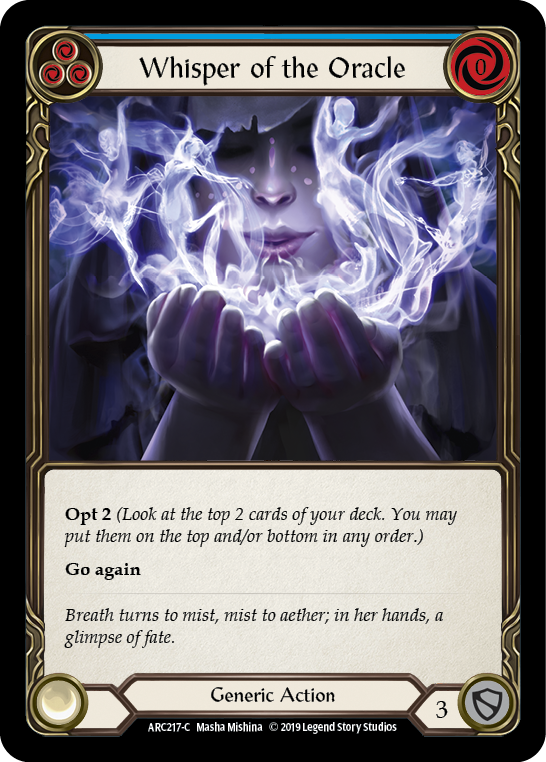 Whisper of the Oracle
0
Opt 2 (Look at the top 2 cards of your deck. You may
put them on the top and/or bottom in any order.)
Go again
Breath turns to mist, mist to aether; in her hands, a
glimpse of fate.
Generic Action
3
ARC217-C Masha Mishina © 2019 Legend Story Studios